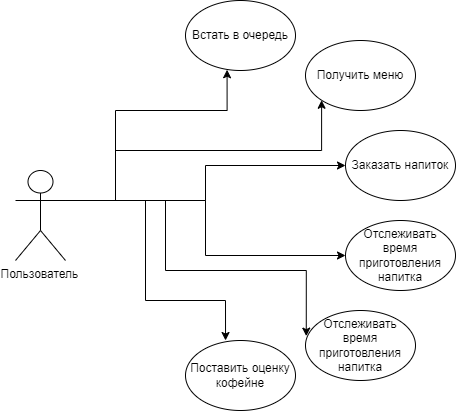 Встать в очередь
Получить меню
Заказать напиток
Отслеживать
время
приготовления
напитка
Пользователь
Отслеживать
время
приготовления
напитка
Поставить оценку
кофейне